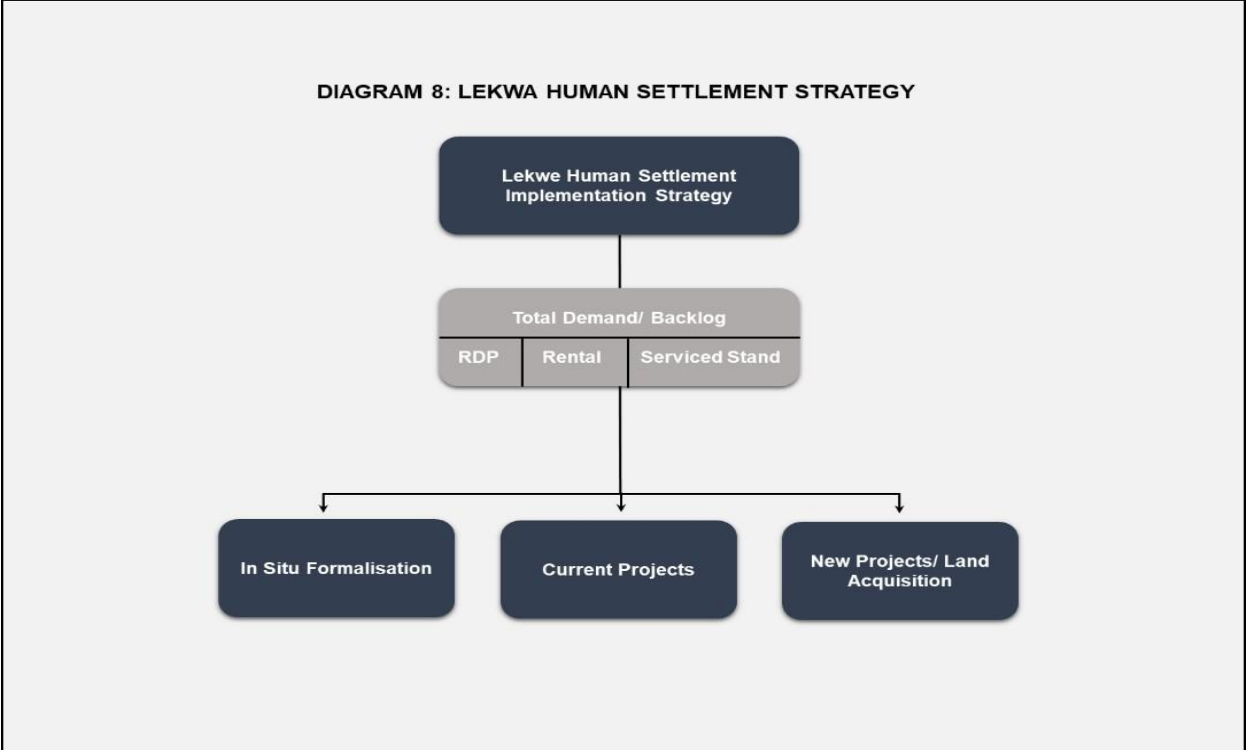 DIAGRAM 8: LEKWA HUMAN SETTLEMENT STRATEGY
Lekwe Human Settlement
Implementation Strategy
Total Demand/ Backlog
RDP
Rental
Serviced Stand
In Situ Formalisation
Current Projects
New Projects/ Land
Acquisition